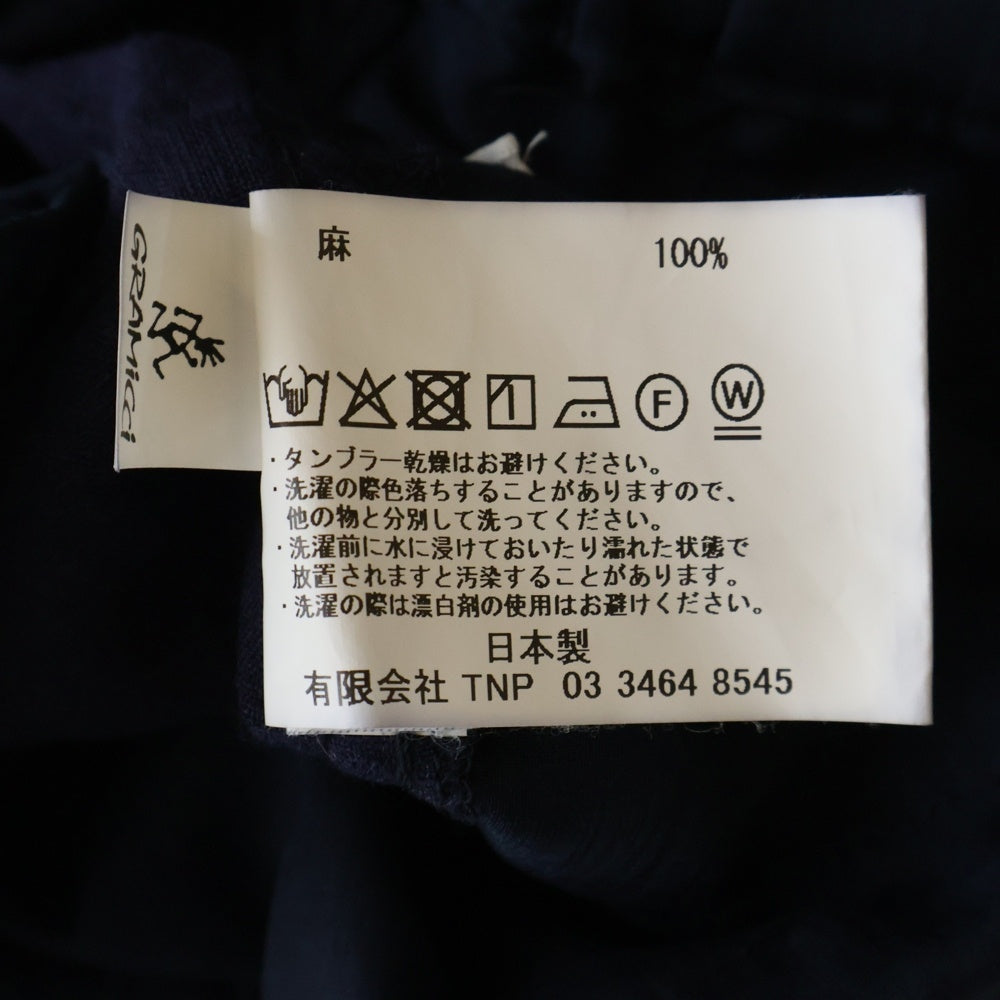 GRAMiCCi
麻 100%
F W
・タンブラー乾燥はお避けください。
・洗濯の際色落ちすることがありますので、
他の物と分別して洗ってください。
・洗濯前に水に浸けておいたり濡れた状態で
放置されますと汚染することがあります。
・洗濯の際は漂白剤の使用はお避けください。
日本製
有限会社 TNP 03 3464 8545